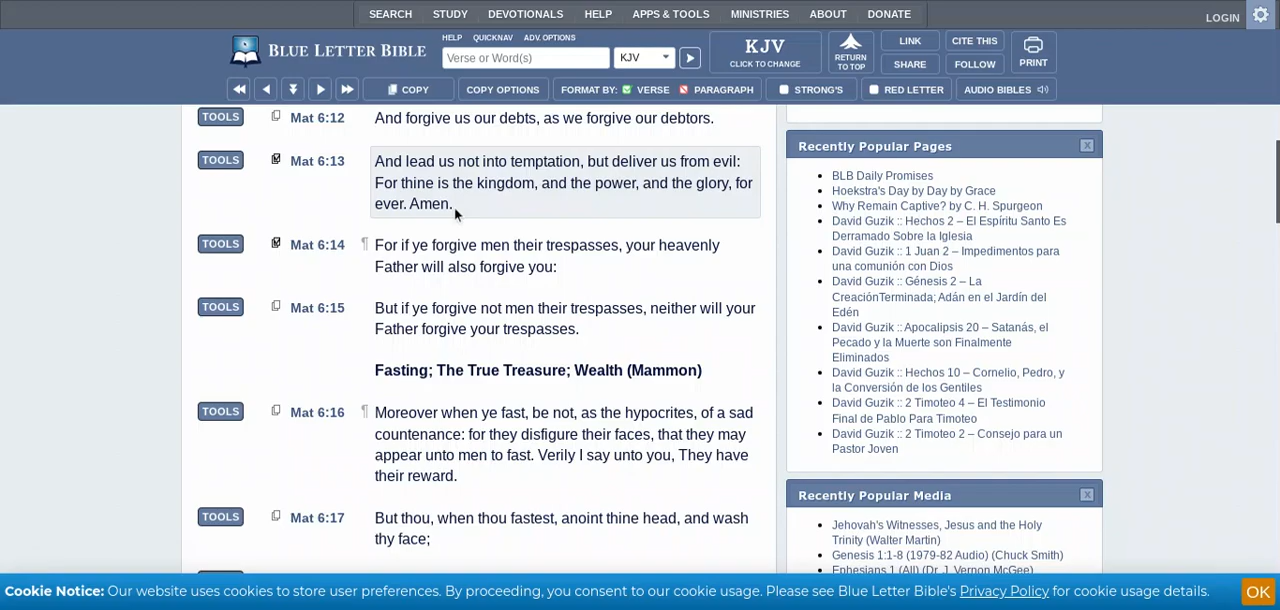 SEARCH STUDY DEVOTIONALS HELP APPS & TOOLS MINISTRIES ABOUT DONATE LOGIN
BLUE LETTER BIBLE
HELP QUICKNAV ADV. OPTIONS
Verse or Word(s) KJV
KJV
CLICK TO CHANGE
RETURN
TO TOP
LINK CITE THIS
SHARE FOLLOW
PRINT
COPY COPY OPTIONS FORMAT BY: VERSE PARAGRAPH STRONG'S RED LETTER AUDIO BIBLES
TOOLS Mat 6:12 And forgive us our debts, as we forgive our debtors.
TOOLS Mat 6:13 And lead us not into temptation, but deliver us from evil:
For thine is the kingdom, and the power, and the glory, for
ever. Amen.
TOOLS Mat 6:14 ¶ For if ye forgive men their trespasses, your heavenly
Father will also forgive you:
TOOLS Mat 6:15 But if ye forgive not men their trespasses, neither will your
Father forgive your trespasses.
Fasting; The True Treasure; Wealth (Mammon)
TOOLS Mat 6:16 ¶ Moreover when ye fast, be not, as the hypocrites, of a sad
countenance: for they disfigure their faces, that they may
appear unto men to fast. Verily I say unto you, They have
their reward.
TOOLS Mat 6:17 But thou, when thou fastest, anoint thine head, and wash
thy face;
Recently Popular Pages X
BLB Daily Promises
Hoekstra's Day by Day by Grace
Why Remain Captive? by C. H. Spurgeon
David Guzik :: Hechos 2 – El Espíritu Santo Es
Derramado Sobre la Iglesia
David Guzik :: 1 Juan 2 – Impedimentos para
una comunión con Dios
David Guzik :: Génesis 2 – La
CreaciónTerminada; Adán en el Jardín del
Edén
David Guzik :: Apocalipsis 20 – Satanás, el
Pecado y la Muerte son Finalmente
Eliminados
David Guzik :: Hechos 10 – Cornelio, Pedro, y
la Conversión de los Gentiles
David Guzik :: 2 Timoteo 4 – El Testimonio
Final de Pablo Para Timoteo
David Guzik :: 2 Timoteo 2 – Consejo para un
Pastor Joven
Recently Popular Media X
Jehovah's Witnesses, Jesus and the Holy
Trinity (Walter Martin)
Genesis 1:1-8 (1979-82 Audio) (Chuck Smith)
Ephesians 1 (All) (Dr. J. Vernon McGee)
Cookie Notice: Our website uses cookies to store user preferences. By proceeding, you consent to our cookie usage. Please see Blue Letter Bible's Privacy Policy for cookie usage details. OK